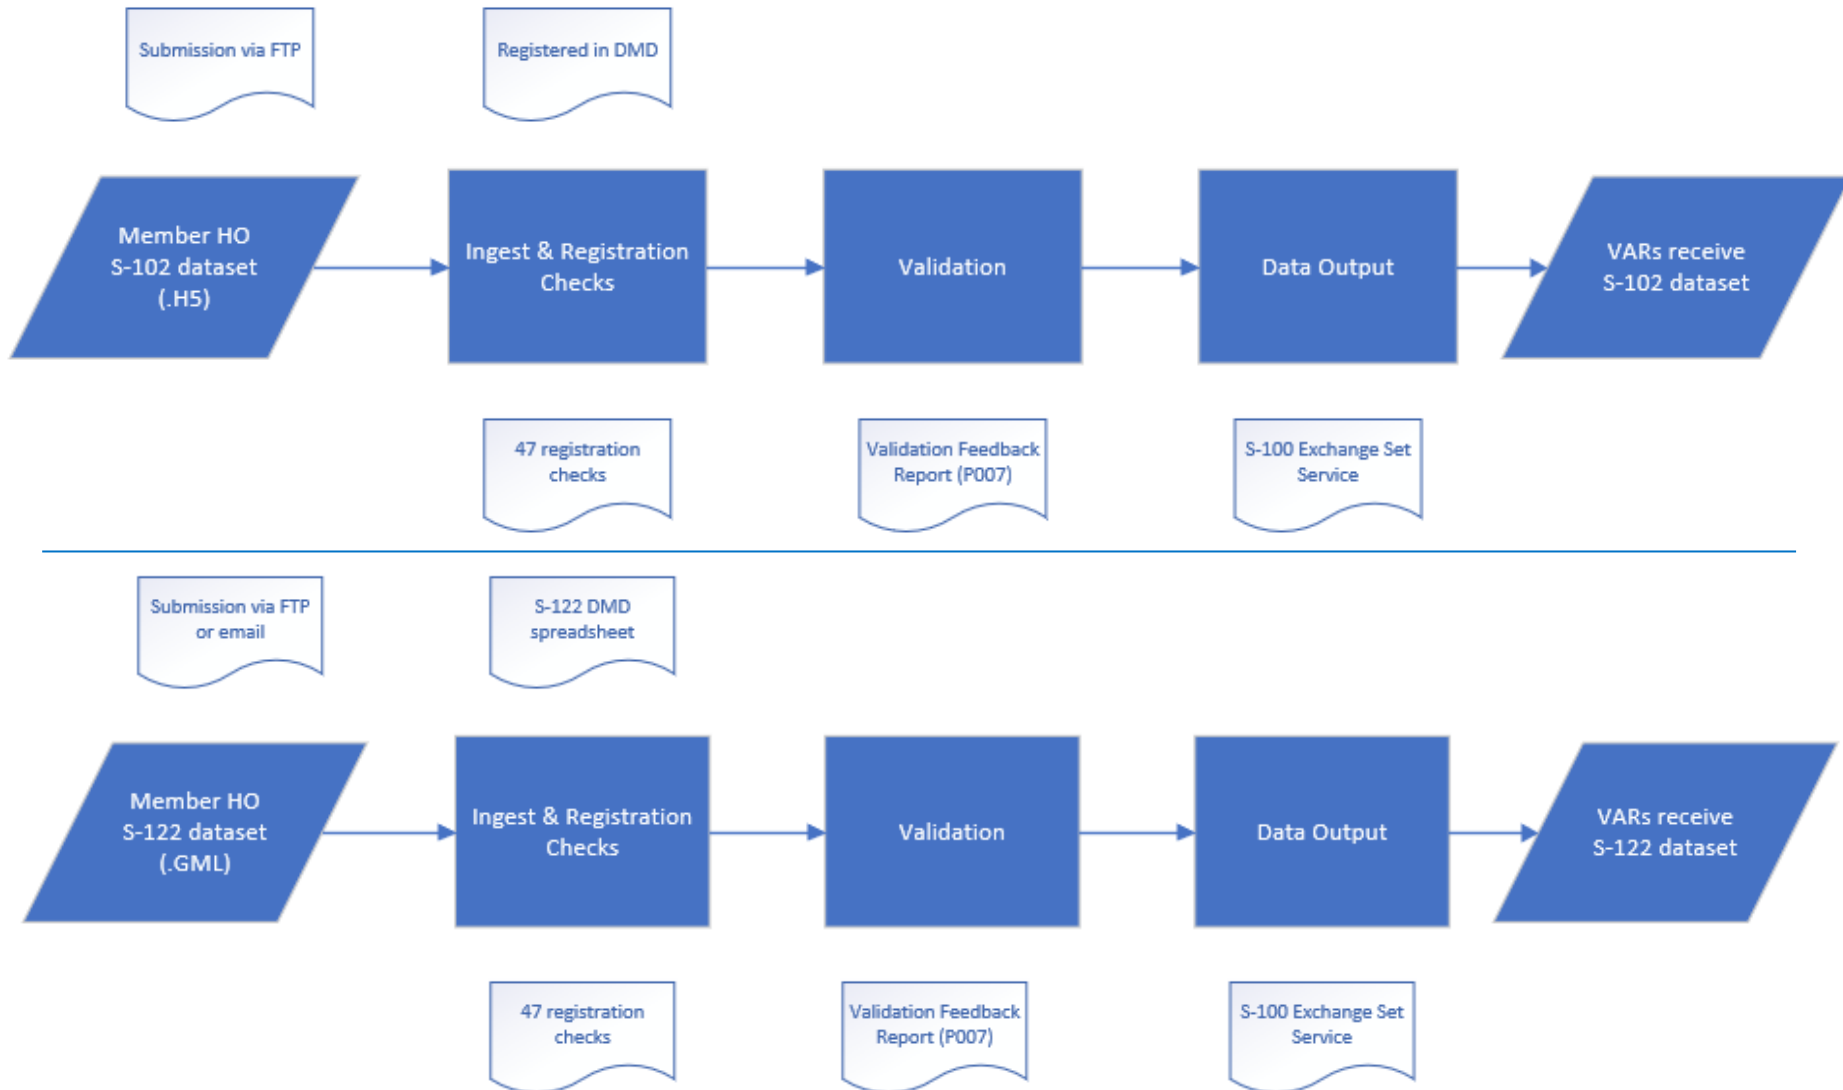 Submission via FTP
Registered in DMD
Member HO
S-102 dataset
(.H5)
Ingest & Registration
Checks
Validation
Data Output
VARs receive
S-102 dataset
47 registration
checks
Validation Feedback
Report (P007)
S-100 Exchange Set
Service
Submission via FTP
or email
S-122 DMD
spreadsheet
Member HO
S-122 dataset
(.GML)
Ingest & Registration
Checks
Validation
Data Output
VARs receive
S-122 dataset
47 registration
checks
Validation Feedback
Report (P007)
S-100 Exchange Set
Service